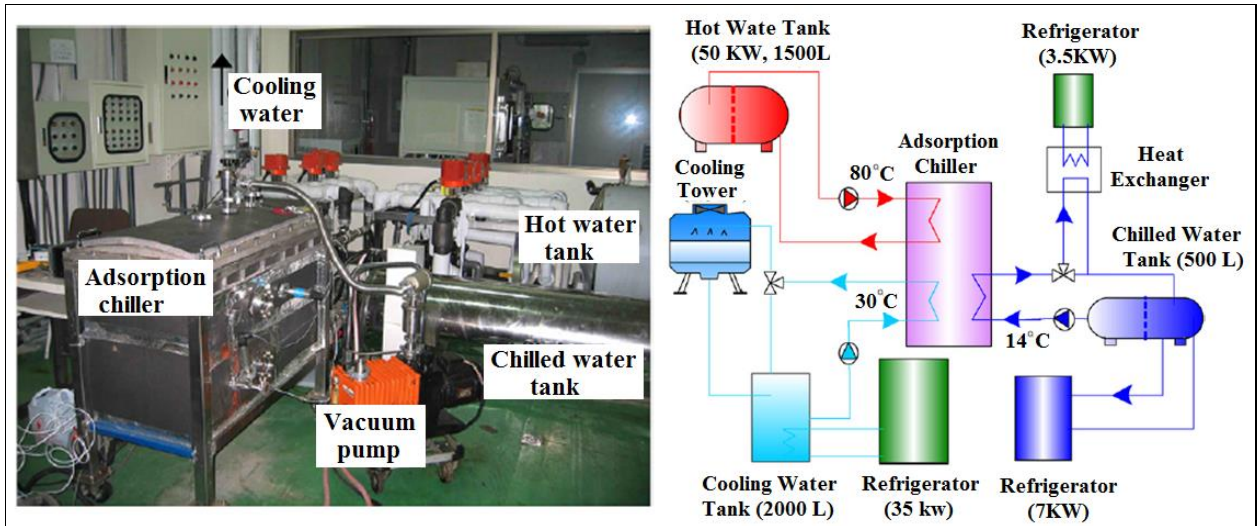 Cooling
water
Adsorption
chiller
Hot water
tank
Chilled water
tank
Vacuum
pump
Hot Wate Tank
(50 KW, 1500L
Refrigerator
(3.5KW)
Adsorption
Chiller
Heat
Exchanger
Cooling
Tower
80°C
Chilled Water
Tank (500 L)
30°C
14°C
Cooling Water
Tank (2000 L)
Refrigerator
(35 kw)
Refrigerator
(7KW)